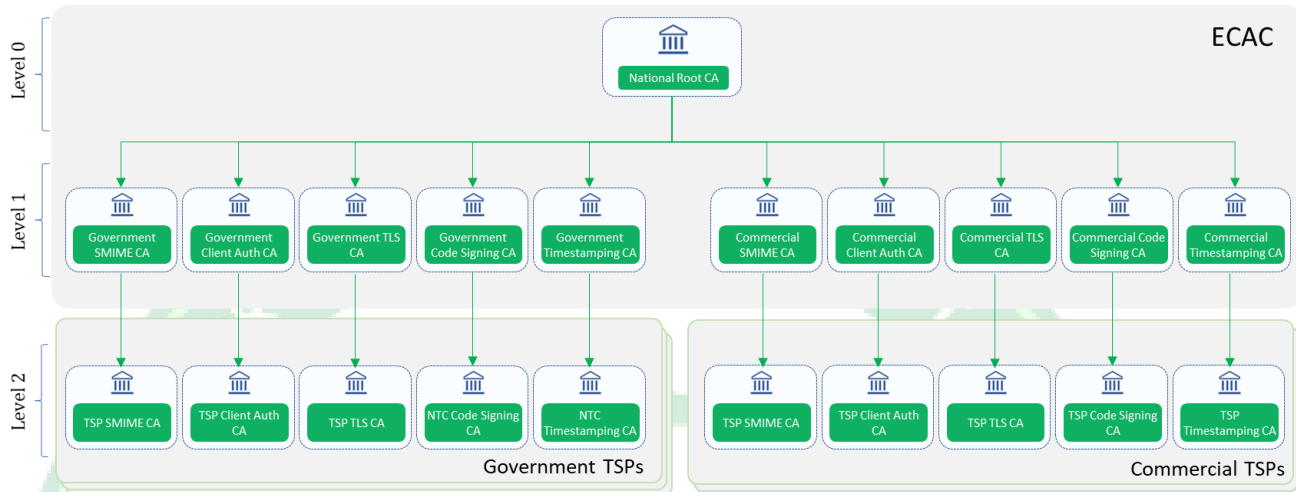 Level 0
ECAC
National Root CA
Level 1
Government
SMIME CA
Government
Client Auth CA
Government TLS
CA
Government
Code Signing CA
Government
Timestamping CA
Commercial
SMIME CA
Commercial
Client Auth CA
Commercial TLS
CA
Commercial Code
Signing CA
Commercial
Timestamping CA
Level 2
TSP SMIME CA
TSP Client Auth
CA
TSP TLS CA
NTC Code Signing
CA
NTC
Timestamping CA
Government TSPs
TSP SMIME CA
TSP Client Auth
CA
TSP TLS CA
TSP Code Signing
CA
TSP
Timestamping CA
Commercial TSPs